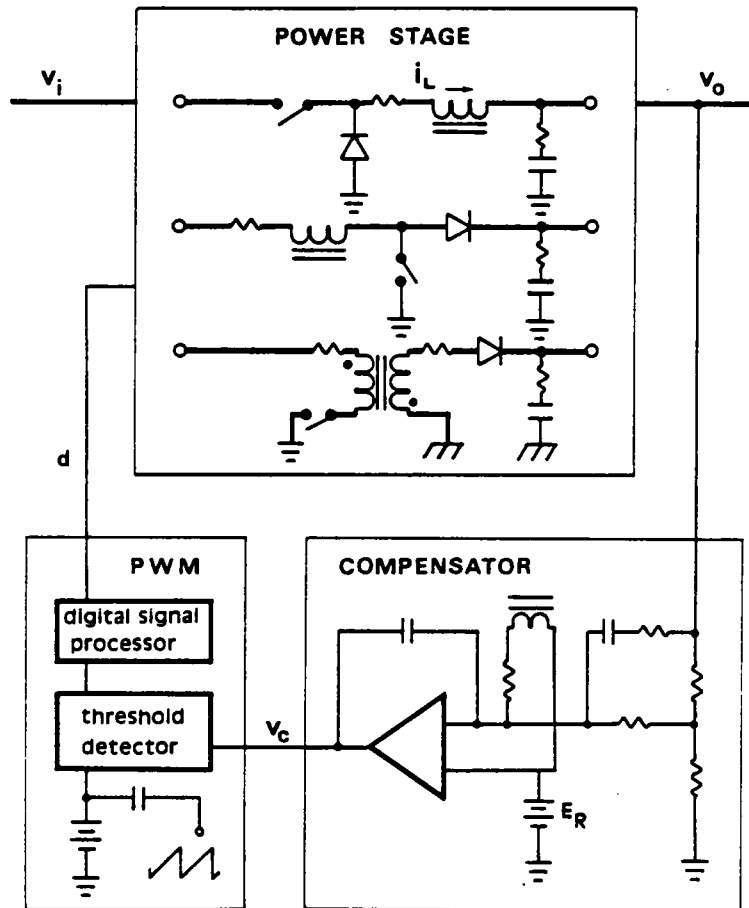 POWER STAGE
V_i
i_L
V_o
d
PWM
digital signal
processor
threshold
detector
V_c
COMPENSATOR
E_R